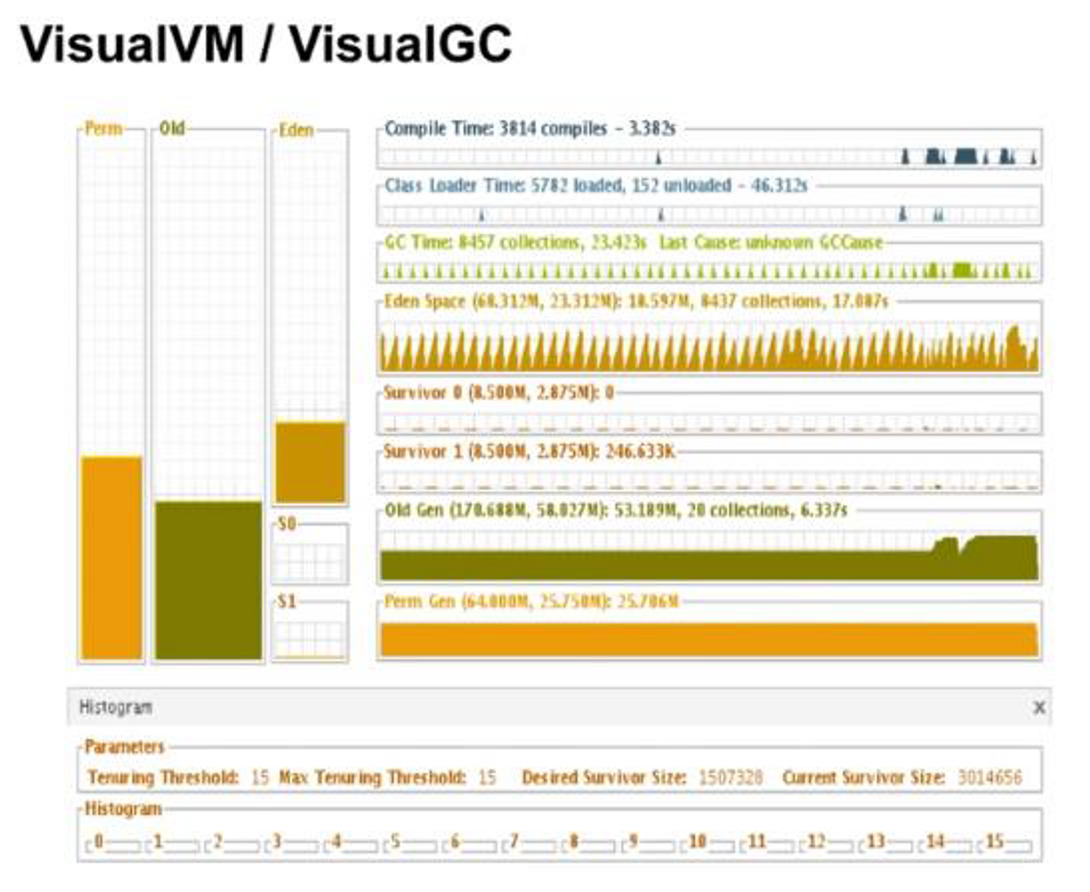 VisualVM / VisualGC
Perm
Old
Eden
S0
S1
Compile Time: 3814 compiles - 3.382s
Class Loader Time: 5782 loaded, 152 unloaded - 46.312s
GC Time: 8457 collections, 23.423s Last Cause: unknown GCCause
Eden Space (68.312M, 23.312M): 18.597M, 8437 collections, 17.087s
Survivor 0 (8.500M, 2.875M): 0
Survivor 1 (8.500M, 2.875M): 246.633K
Old Gen (170.688M, 58.027M): 53.189M, 20 collections, 6.337s
Perm Gen (64.000M, 25.750M): 25.706M
Histogram X
Parameters
Tenuring Threshold: 15 Max Tenuring Threshold: 15 Desired Survivor Size: 1507328 Current Survivor Size: 3014656
Histogram
0 1 2 3 4 5 6 7 8 9 10 11 12 13 14 15